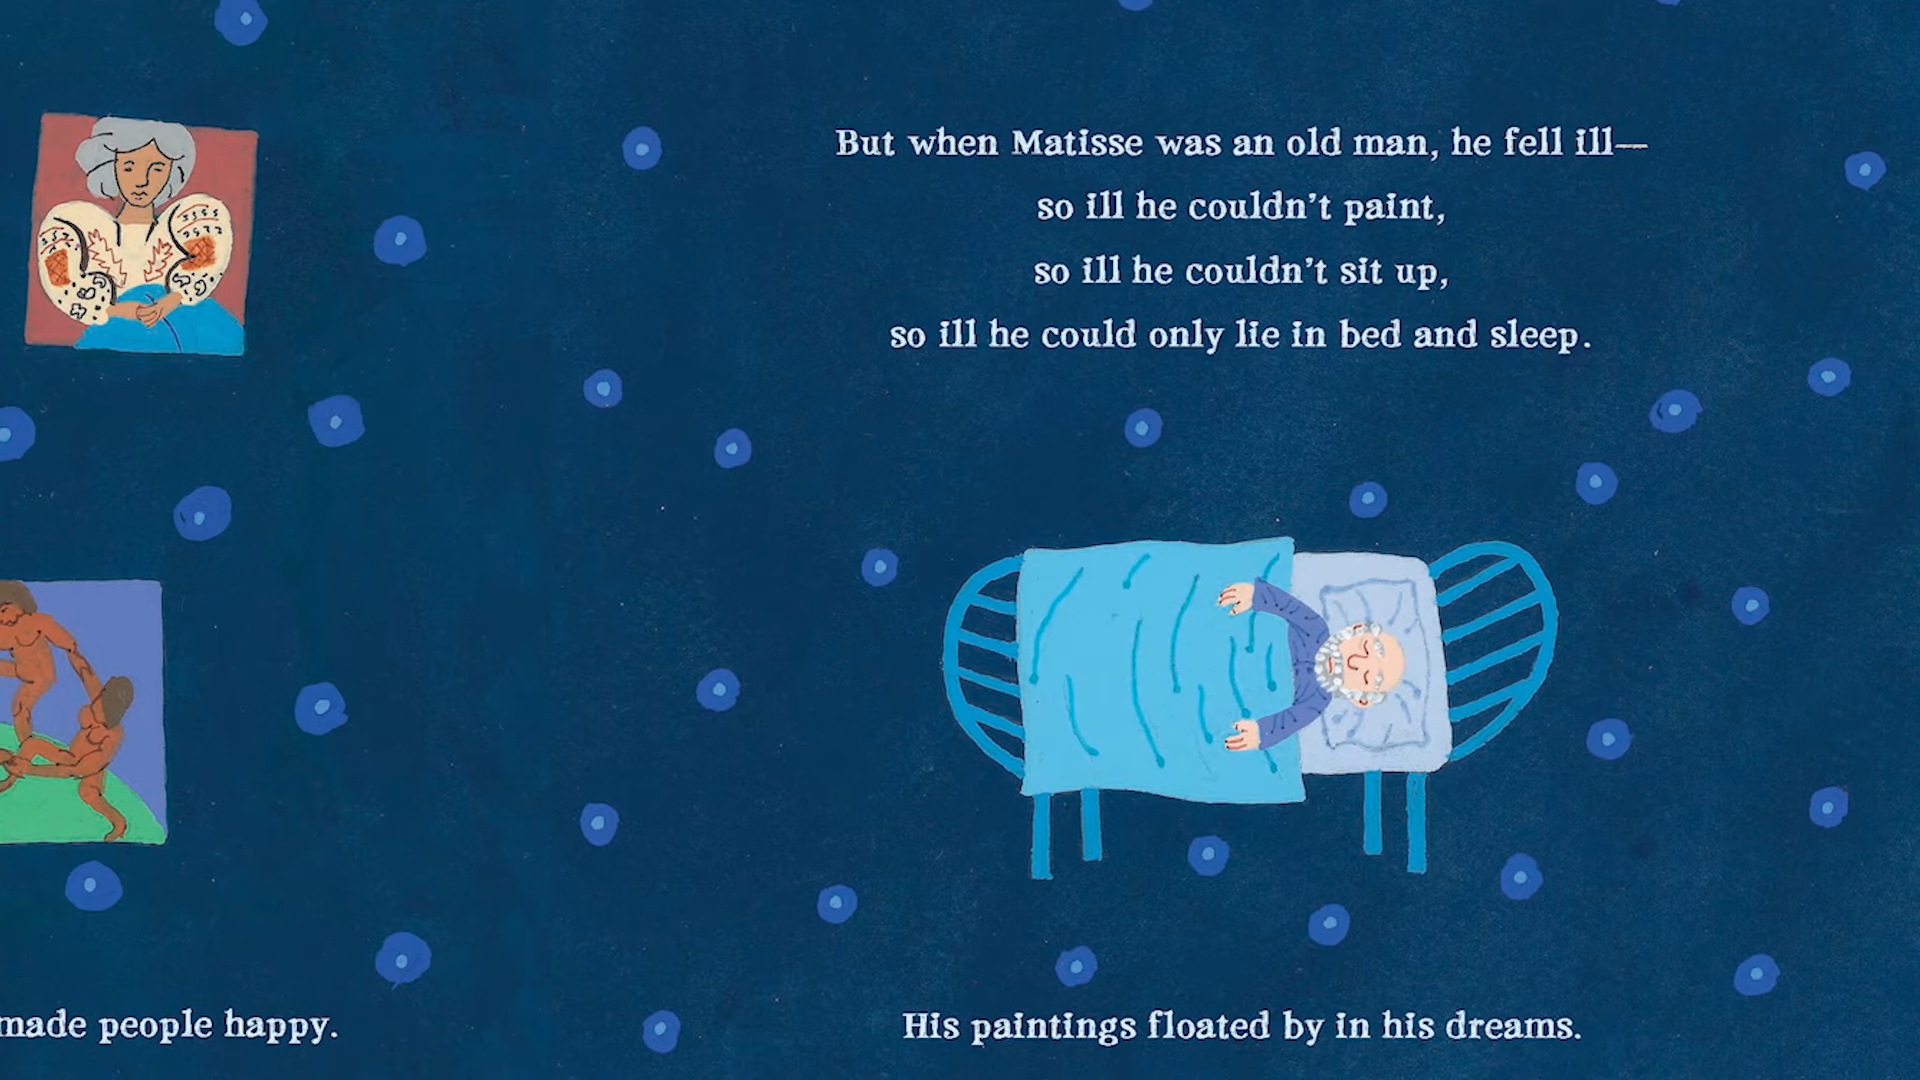 But when Matisse was an old man, he fell ill—
so ill he couldn't paint,
so ill he couldn't sit up,
so ill he could only lie in bed and sleep.
made people happy.
His paintings floated by in his dreams.